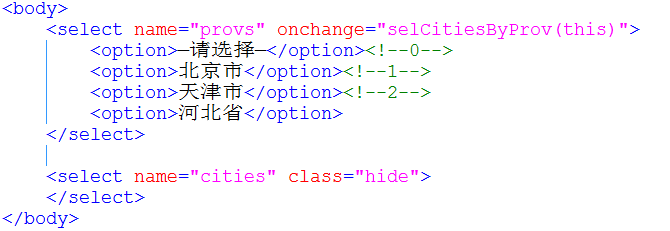 <body>
<select name="provs" onchange="selCitiesByProv(this)">
<option>—请选择—</option><!--0-->
<option>北京市</option><!--1-->
<option>天津市</option><!--2-->
<option>河北省</option>
</select>
<select name="cities" class="hide">
</select>
</body>